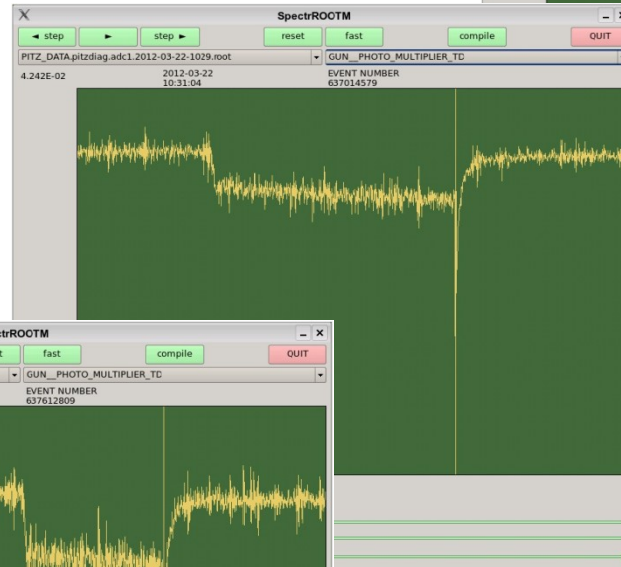 SpectrROOTM
◄ step ► step ► reset fast compile QUIT
PITZ_DATA.pitzdiag.adc1.2012-03-22-1029.root GUN__PHOTO_MULTIPLIER_TD
4.242E-02 2012-03-22 EVENT NUMBER
10:31:04 637014579
trROOTM
t fast compile QUIT
GUN__PHOTO_MULTIPLIER_TD
EVENT NUMBER
637612809